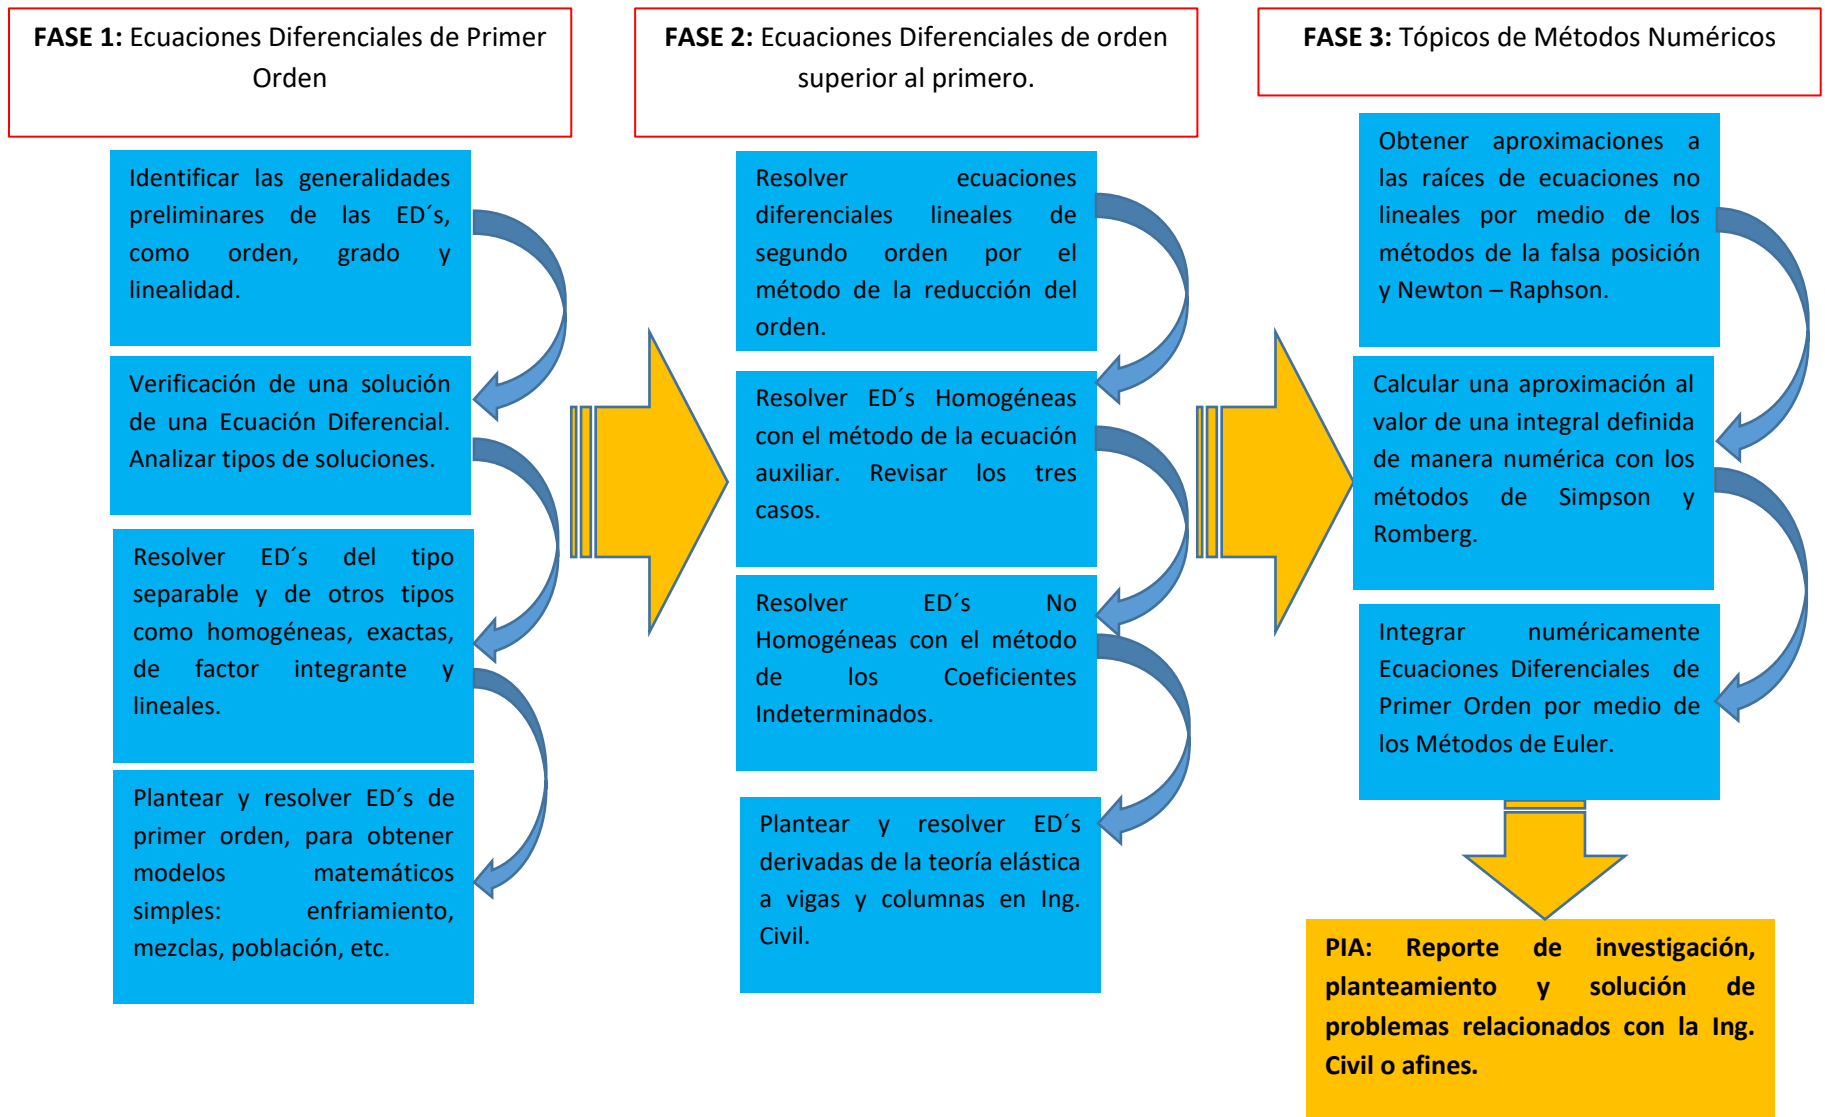 FASE 1: Ecuaciones Diferenciales de Primer
Orden
Identificar las generalidades
preliminares de las ED´s,
como orden, grado y
linealidad.
Verificación de una solución
de una Ecuación Diferencial.
Analizar tipos de soluciones.
Resolver ED´s del tipo
separable y de otros tipos
como homogéneas, exactas,
de factor integrante y
lineales.
Plantear y resolver ED´s de
primer orden, para obtener
modelos matemáticos
simples: enfriamiento,
mezclas, población, etc.
FASE 2: Ecuaciones Diferenciales de orden
superior al primero.
Resolver ecuaciones
diferenciales lineales de
segundo orden por el
método de la reducción del
orden.
Resolver ED´s Homogéneas
con el método de la ecuación
auxiliar. Revisar los tres
casos.
Resolver ED´s No
Homogéneas con el método
de los Coeficientes
Indeterminados.
Plantear y resolver ED´s
derivadas de la teoría elástica
a vigas y columnas en Ing.
Civil.
FASE 3: Tópicos de Métodos Numéricos
Obtener aproximaciones a
las raíces de ecuaciones no
lineales por medio de los
métodos de la falsa posición
y Newton – Raphson.
Calcular una aproximación al
valor de una integral definida
de manera numérica con los
métodos de Simpson y
Romberg.
Integrar numéricamente
Ecuaciones Diferenciales de
Primer Orden por medio de
los Métodos de Euler.
PIA: Reporte de investigación,
planteamiento y solución de
problemas relacionados con la Ing.
Civil o afines.